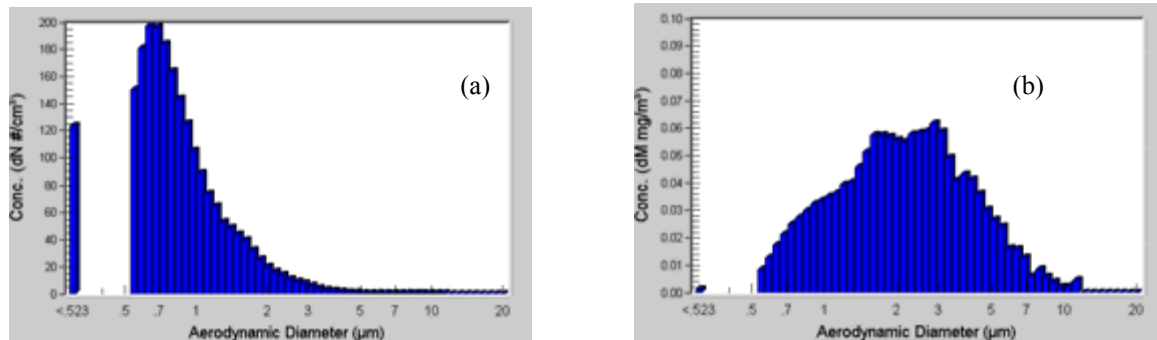 200
180
160
140
120
100
80
60
40
20
0
Conc. (dN #/cm³)
(a)
<.523 .5 .7 1 2 3 5 7 10 20
Aerodynamic Diameter (µm)
0.10
0.09
0.08
0.07
0.06
0.05
0.04
0.03
0.02
0.01
0.00
Conc. (dM mg/m³)
(b)
<.523 .5 .7 1 2 3 5 7 10 20
Aerodynamic Diameter (µm)